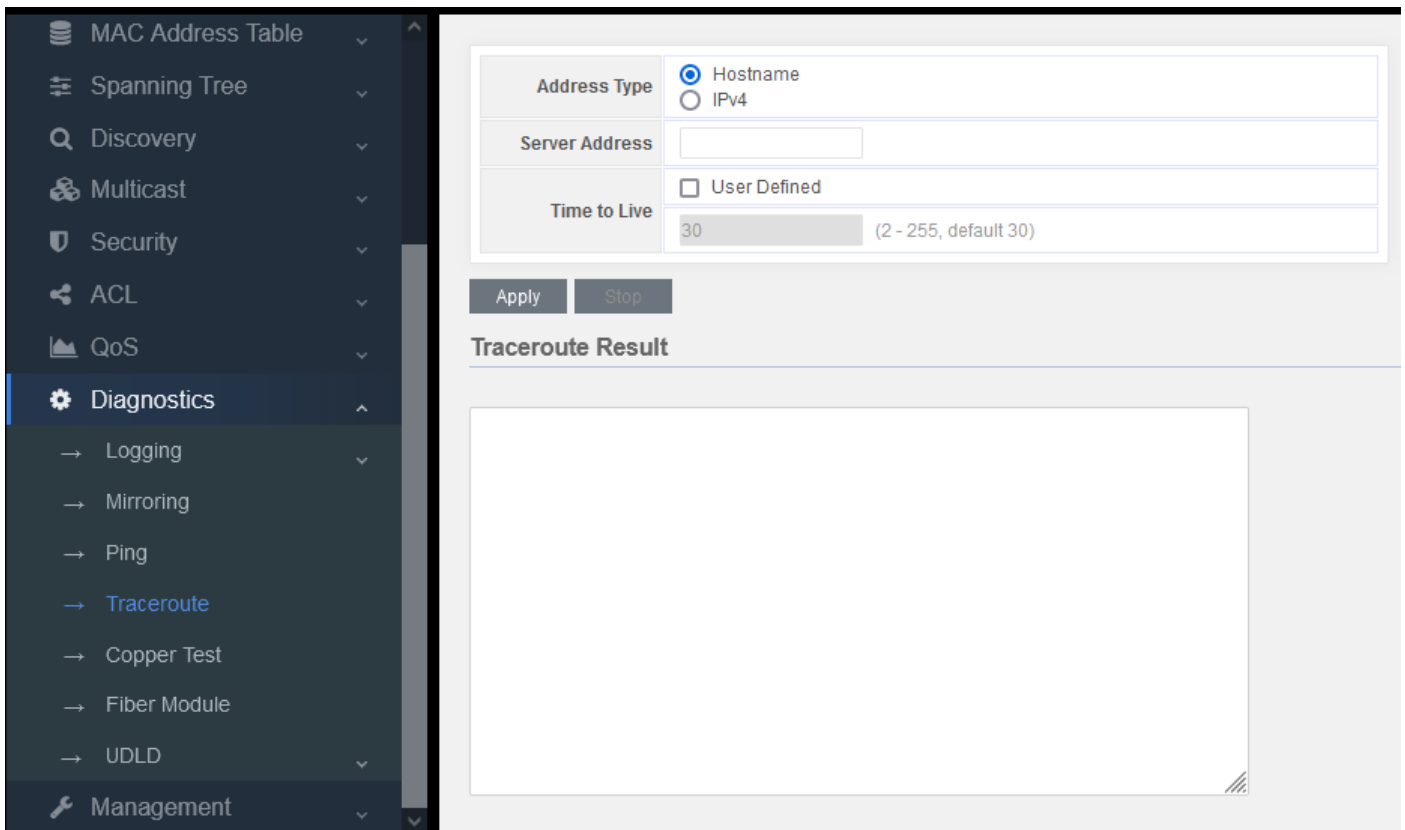 MAC Address Table
Spanning Tree
Discovery
Multicast
Security
ACL
QoS
Diagnostics
→ Logging
→ Mirroring
→ Ping
→ Traceroute
→ Copper Test
→ Fiber Module
→ UDLD
Management
Address Type
Hostname
IPv4
Server Address
Time to Live
User Defined
30 (2 - 255, default 30)
Apply Stop
Traceroute Result